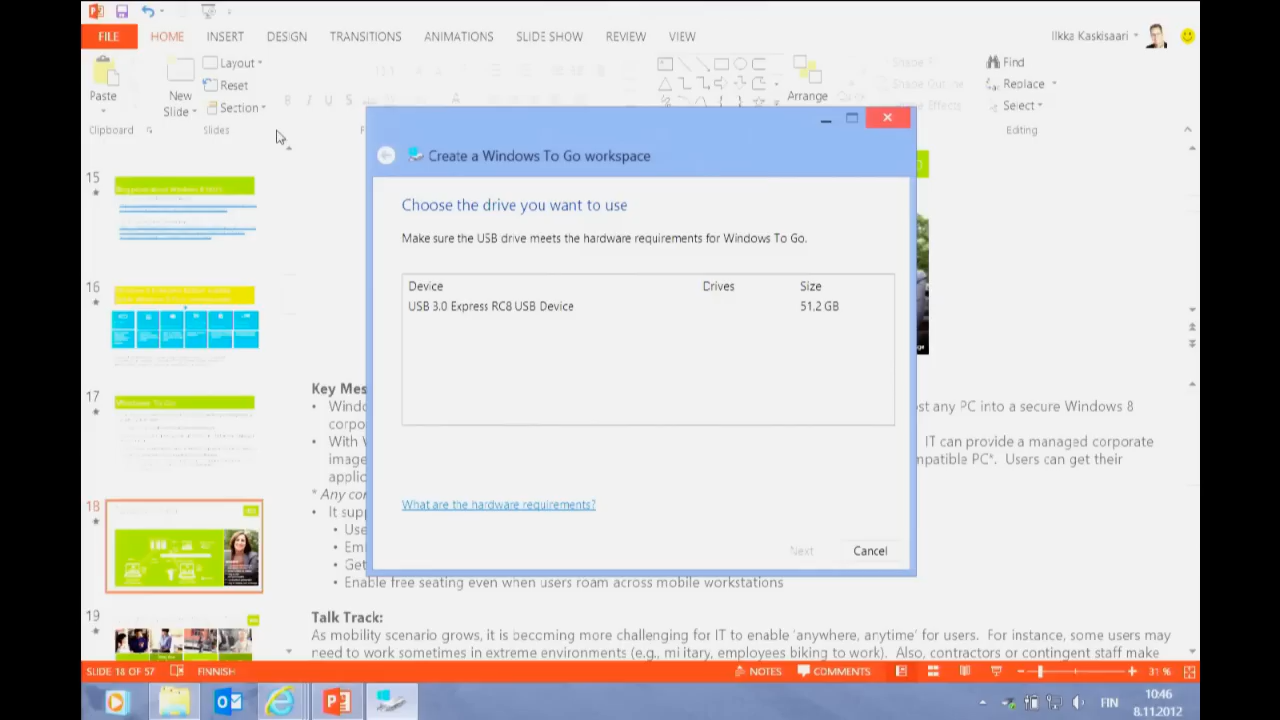 FILE HOME INSERT DESIGN TRANSITIONS ANIMATIONS SLIDE SHOW REVIEW VIEW Ilkka Kaskisaari
Paste
New Slide
Layout
Reset
Section
Arrange
Find
Replace
Select
Clipboard
Slides
Editing
Create a Windows To Go workspace
Choose the drive you want to use
Make sure the USB drive meets the hardware requirements for Windows To Go.
Device Drives Size
USB 3.0 Express RC8 USB Device 51,2 GB
What are the hardware requirements?
Next Cancel
15
16
17
18
19
Key Mes
• Windo st any PC into a secure Windows 8
corpo
• With W IT can provide a managed corporate
image mpatible PC*. Users can get their
applic
* Any co
• It supp
• Use
• Em
• Get
• Enable free seating even when users roam across mobile workstations
Talk Track:
As mobility scenario grows, it is becoming more challenging for IT to enable 'anywhere, anytime' for users. For instance, some users may
need to work sometimes in extreme environments (e.g., mi itary, employees biking to work). Also, contractors or contingent staff make
SLIDE 18 OF 57 FINNISH NOTES COMMENTS 31 %
FIN
10:46
8.11.2012